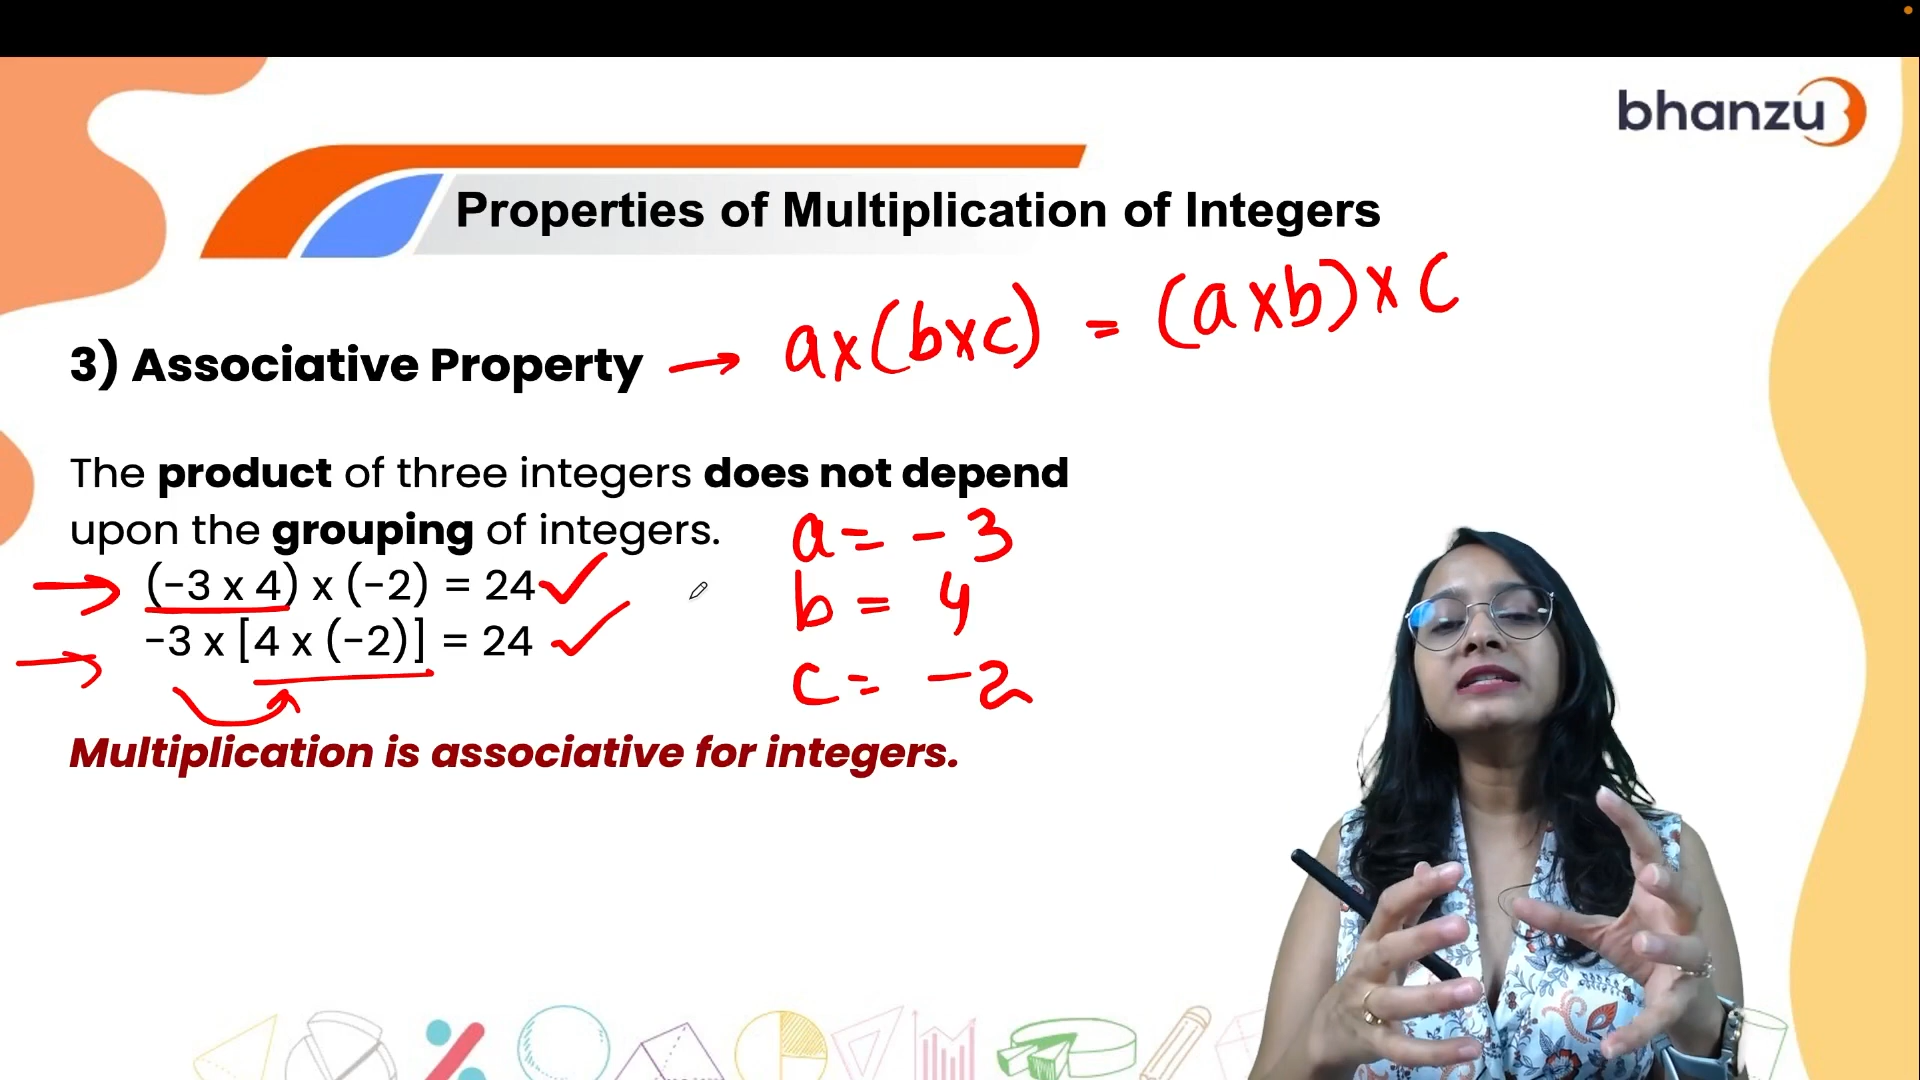 bhanzu
Properties of Multiplication of Integers
a x (b x c) = (a x b) x c
3) Associative Property →
The product of three integers does not depend
upon the grouping of integers.
a = -3
→ (-3 x 4) x (-2) = 24 ✓
b = 4
→ -3 x [4 x (-2)] = 24 ✓
c = -2
Multiplication is associative for integers.